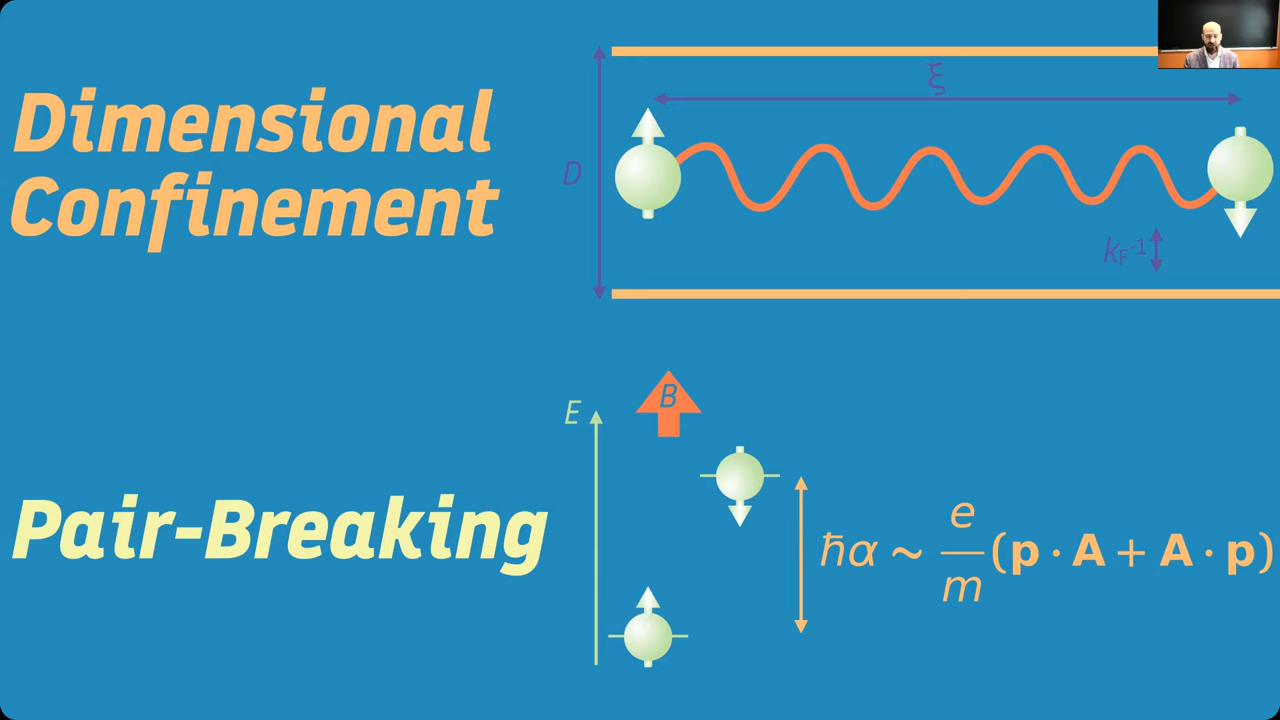 Dimensional
Confinement
ξ
D
k_F^-1
Pair-Breaking
E
B
ħα ~ e/m (p · A + A · p)